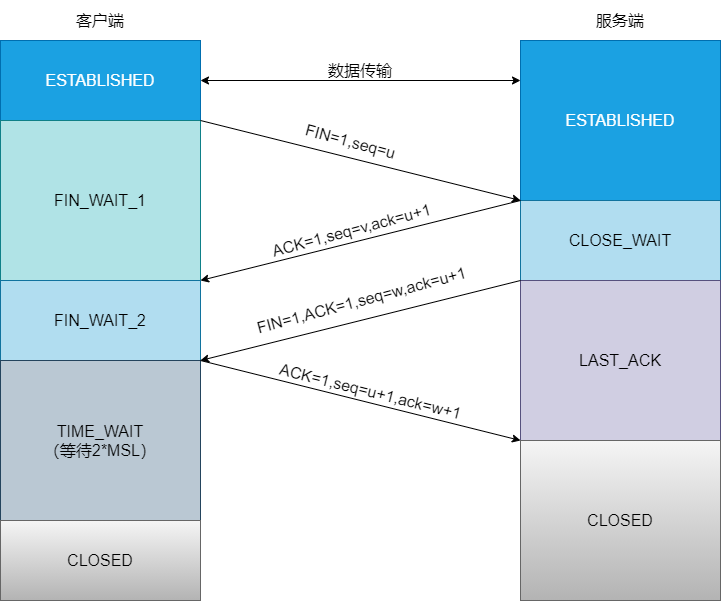 客户端
服务端
ESTABLISHED
数据传输
ESTABLISHED
FIN=1,seq=u
FIN_WAIT_1
ACK=1,seq=v,ack=u+1
CLOSE_WAIT
FIN=1,ACK=1,seq=w,ack=u+1
FIN_WAIT_2
LAST_ACK
ACK=1,seq=u+1,ack=w+1
TIME_WAIT
(等待2*MSL)
CLOSED
CLOSED